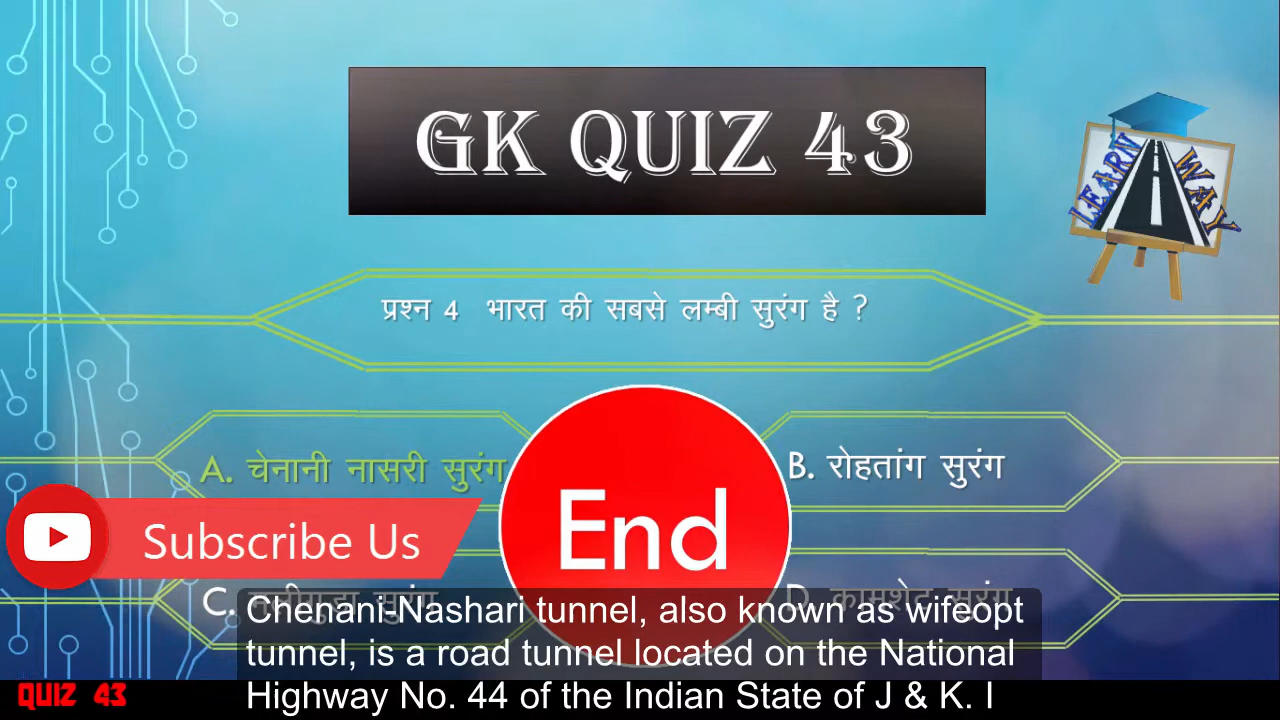 GK QUIZ 43
LEARN WAY
प्रश्न 4 भारत की सबसे लम्बी सुरंग है ?
A. चेनानी नासरी सुरंग
B. रोहतांग सुरंग
End
Subscribe Us
C. सुरंग
D. कामशेट सुरंग
Chenani-Nashari tunnel, also known as wifeopt
tunnel, is a road tunnel located on the National
Highway No. 44 of the Indian State of J & K. I
QUIZ 43